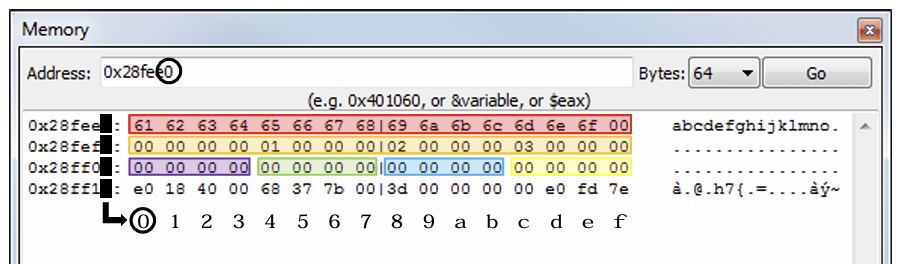 Memory
Address: 0x28fee0 Bytes: 64 Go
(e.g. 0x401060, or &variable, or $eax)
0x28fee : 61 62 63 64 65 66 67 68|69 6a 6b 6c 6d 6e 6f 00 abcdefghijklmno.
0x28fef : 00 00 00 00 01 00 00 00|02 00 00 00 03 00 00 00 ................
0x28ff0 : 00 00 00 00 00 00 00 00|00 00 00 00 00 00 00 00 ................
0x28ff1 : e0 18 40 00 68 37 7b 00|3d 00 00 00 00 e0 fd 7e à.@.h7{.=....àý~
0 1 2 3 4 5 6 7 8 9 a b c d e f